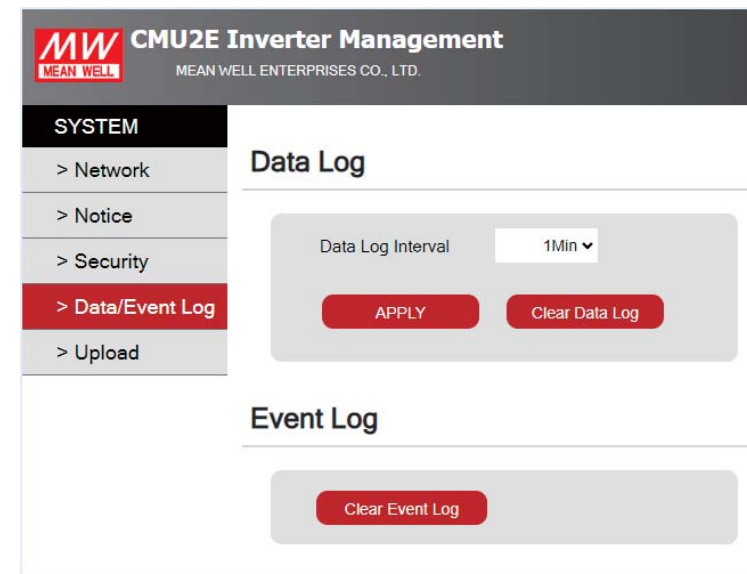 MW
MEAN WELL
CMU2E Inverter Management
MEAN WELL ENTERPRISES CO., LTD.
SYSTEM
> Network
> Notice
> Security
> Data/Event Log
> Upload
Data Log
Data Log Interval 1Min
APPLY Clear Data Log
Event Log
Clear Event Log